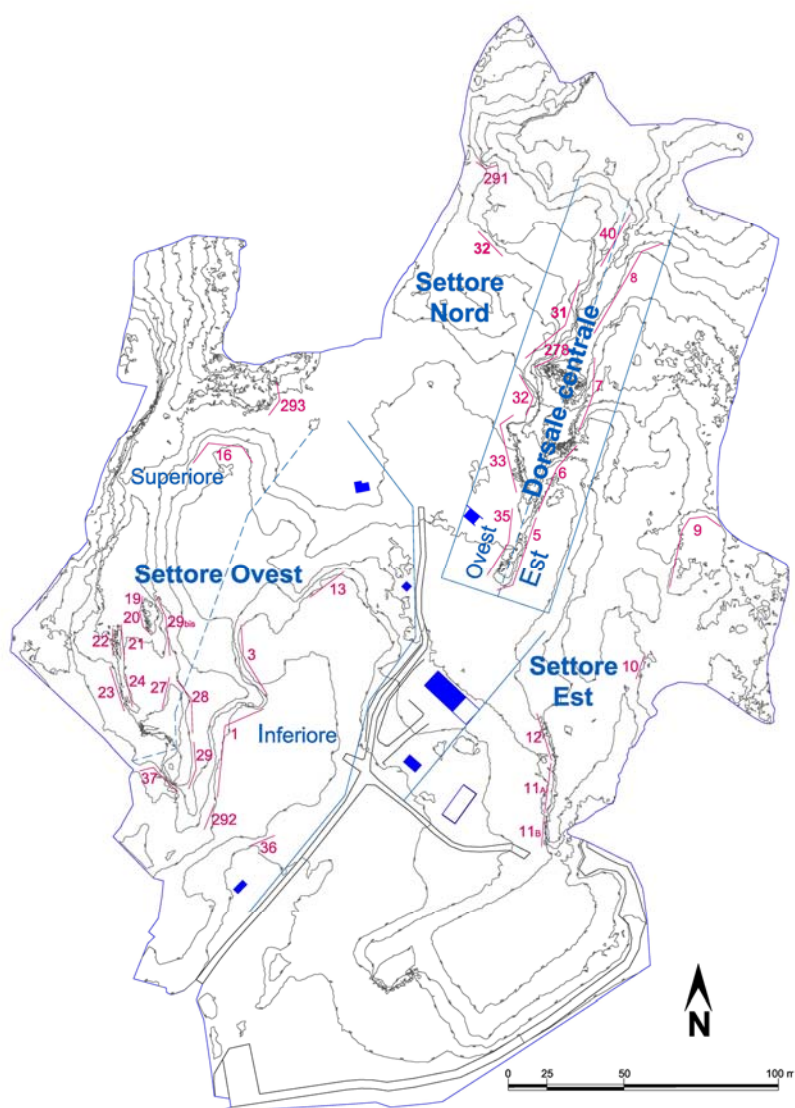 291
32
40
Settore
Nord
8
31
278
Dorsale centrale
7
32
293
16
Superiore
33
6
35
Ovest
5
Est
9
Settore Ovest
13
19
20
29bis
22
21
3
24
23
27
28
10
Settore
Est
1
Inferiore
12
29
37
11A
292
11B
36
N
0 25 50 100 m